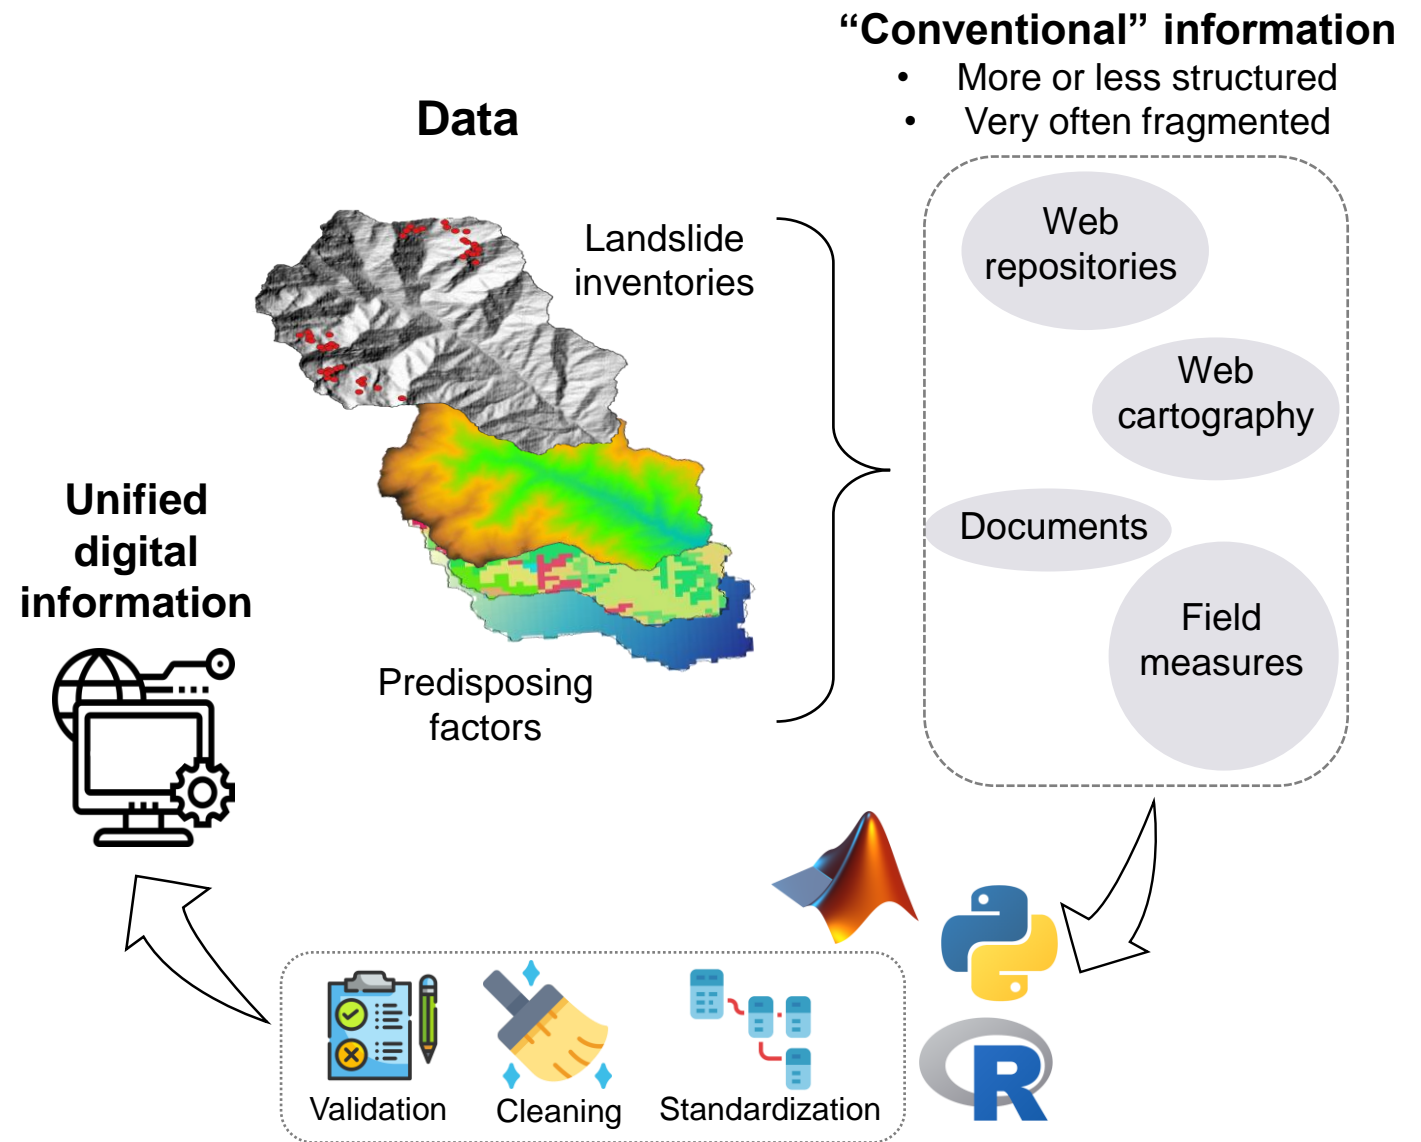 “Conventional” information
• More or less structured
• Very often fragmented
Data
Landslide
inventories
Predisposing
factors
Web
repositories
Web
cartography
Documents
Field
measures
Unified
digital
information
Validation
Cleaning
Standardization
R